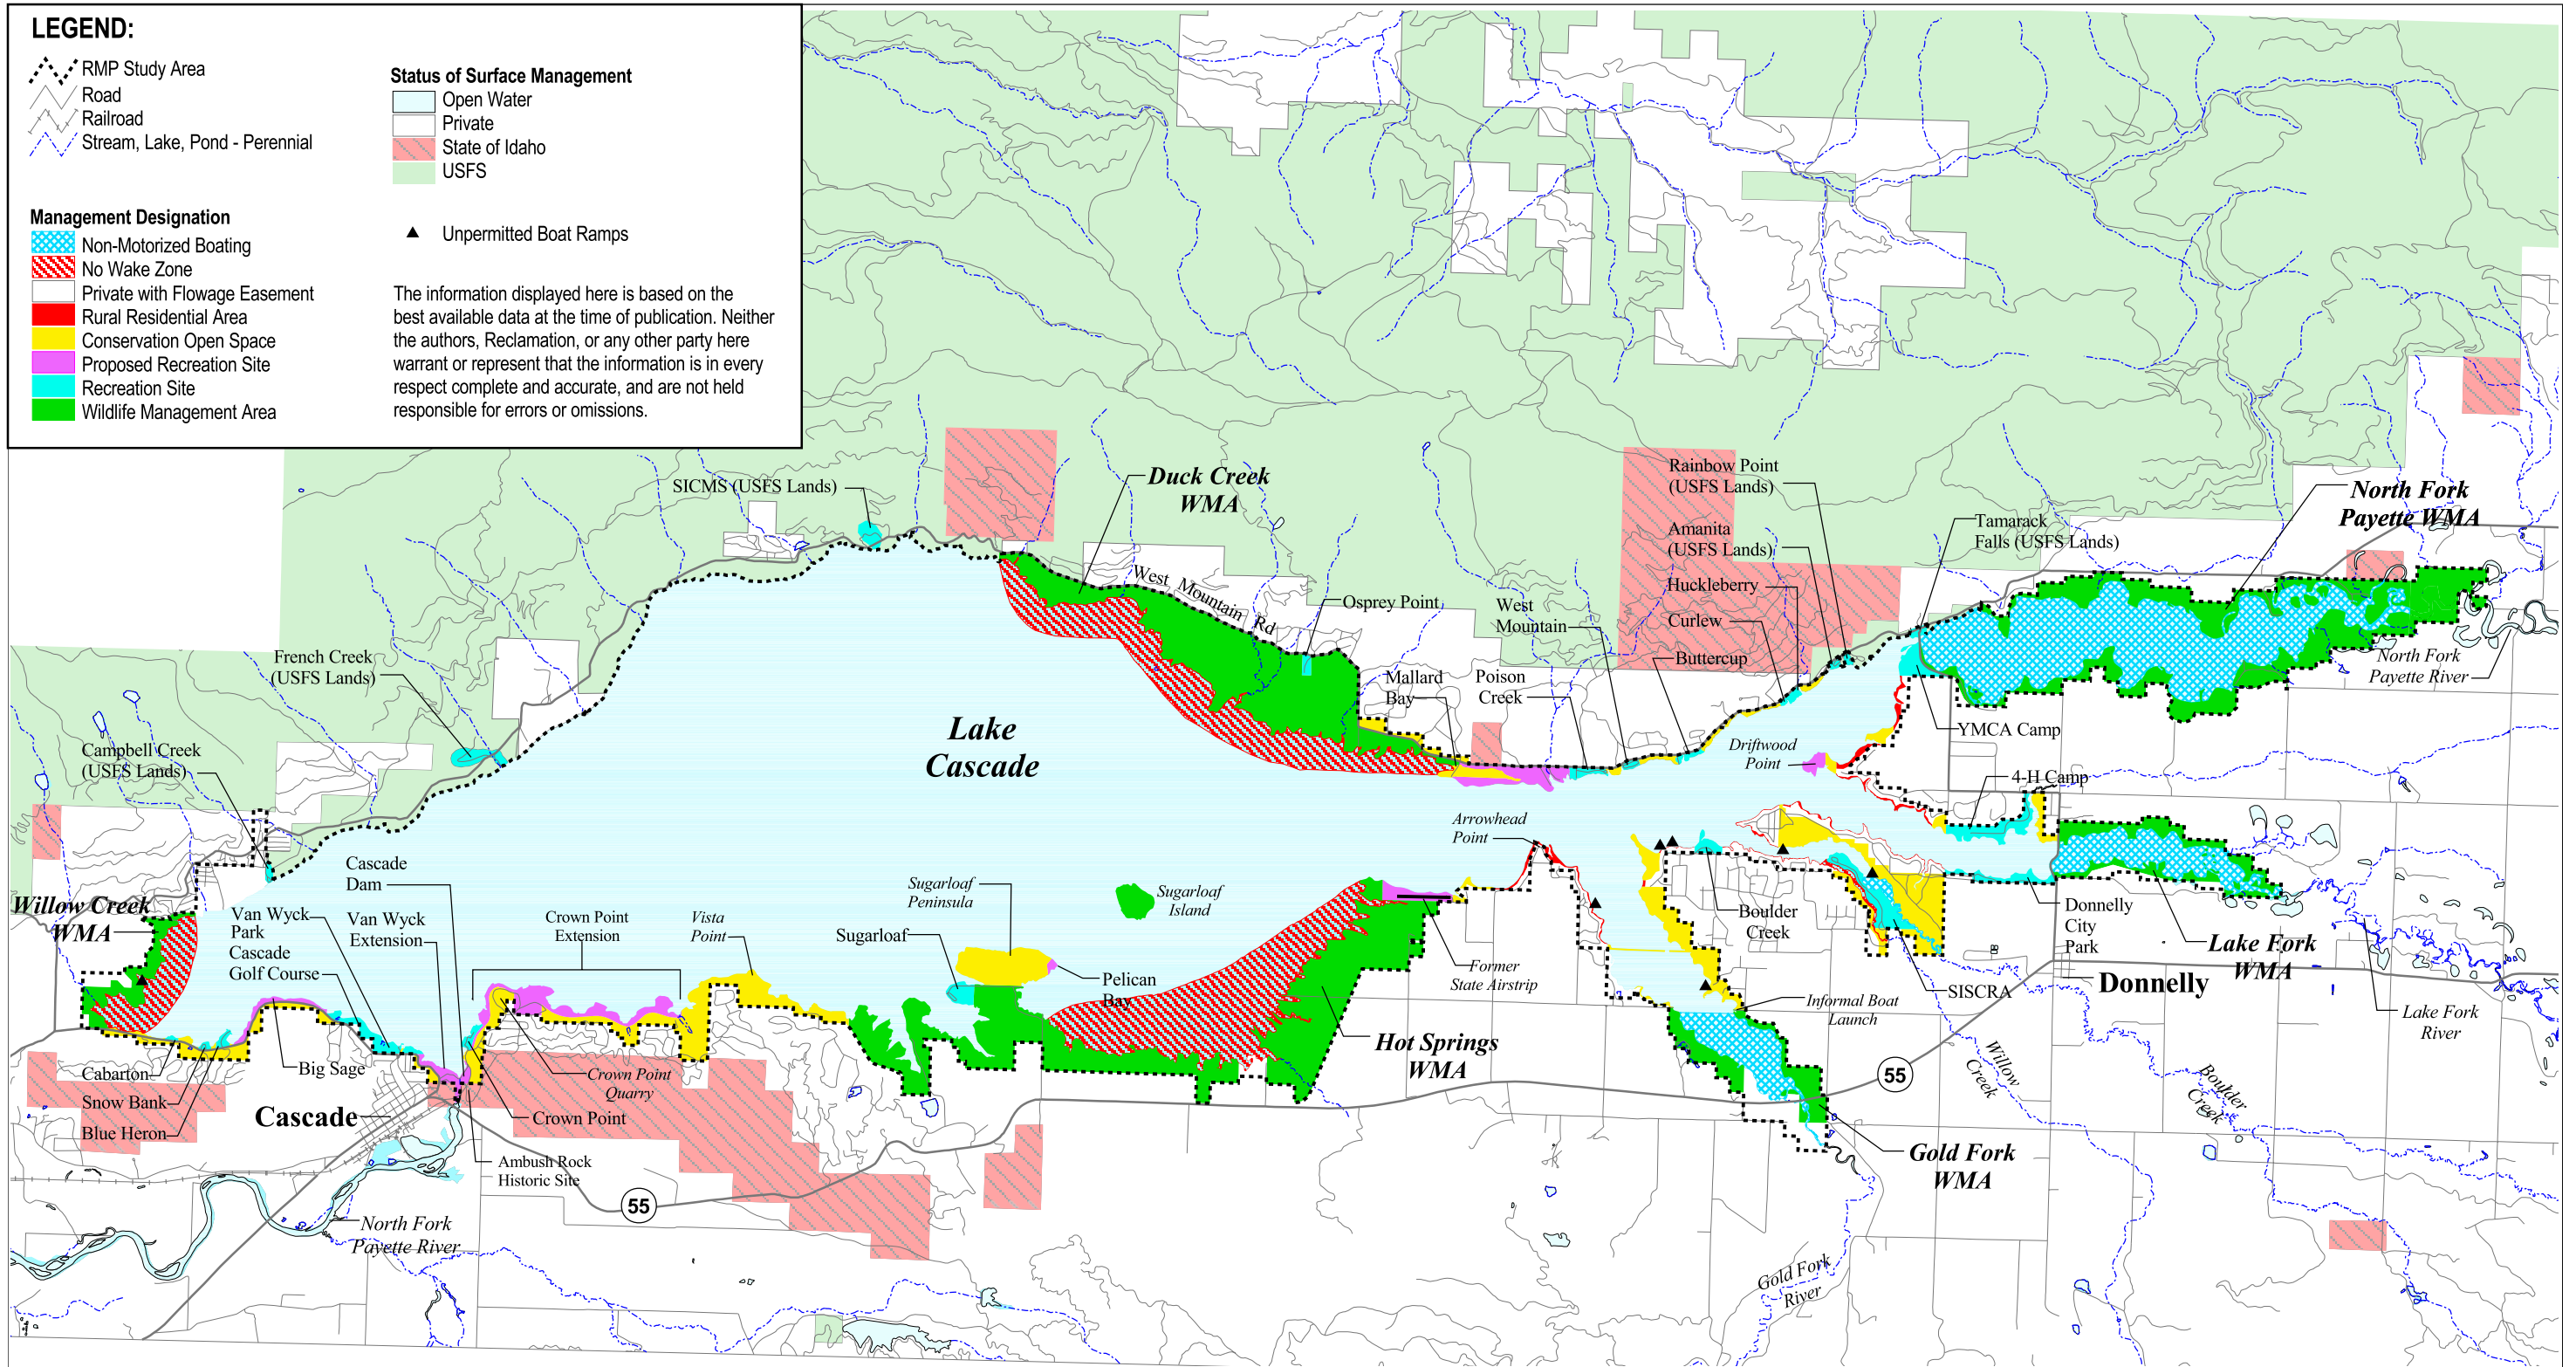 LEGEND:
RMP Study Area
Road
Railroad
Stream, Lake, Pond - Perennial
Management Designation
Non-Motorized Boating
No Wake Zone
Private with Flowage Easement
Rural Residential Area
Conservation Open Space
Proposed Recreation Site
Recreation Site
Wildlife Management Area
Status of Surface Management
Open Water
Private
State of Idaho
USFS
Unpermitted Boat Ramps
The information displayed here is based on the
best available data at the time of publication. Neither
the authors, Reclamation, or any other party here
warrant or represent that the information is in every
respect complete and accurate, and are not held
responsible for errors or omissions.
SICMS (USFS Lands)
Duck Creek
WMA
Rainbow Point
(USFS Lands)
Amanita
(USFS Lands)
Huckleberry
Curlew
Buttercup
Tamarack
Falls (USFS Lands)
North Fork
Payette WMA
West Mountain Rd
Osprey Point
West
Mountain
Mallard
Bay
Poison
Creek
North Fork
Payette River
French Creek
(USFS Lands)
Campbell Creek
(USFS Lands)
Lake
Cascade
Driftwood
Point
YMCA Camp
4-H Camp
Arrowhead
Point
Cascade
Dam
Willow Creek
WMA
Van Wyck
Park
Cascade
Golf Course
Van Wyck
Extension
Crown Point
Extension
Vista
Point
Sugarloaf
Peninsula
Sugarloaf
Sugarloaf
Island
Pelican
Bay
Former
State Airstrip
Boulder
Creek
Informal Boat
Launch
SISCRA
Donnelly
City
Park
Donnelly
Lake Fork
WMA
Lake Fork
River
Hot Springs
WMA
Cabarton
Snow Bank
Blue Heron
Big Sage
Cascade
Crown Point
Quarry
Crown Point
Ambush Rock
Historic Site
55
North Fork
Payette River
55
Willow
Creek
Boulder
Creek
Gold Fork
WMA
Gold Fork
River